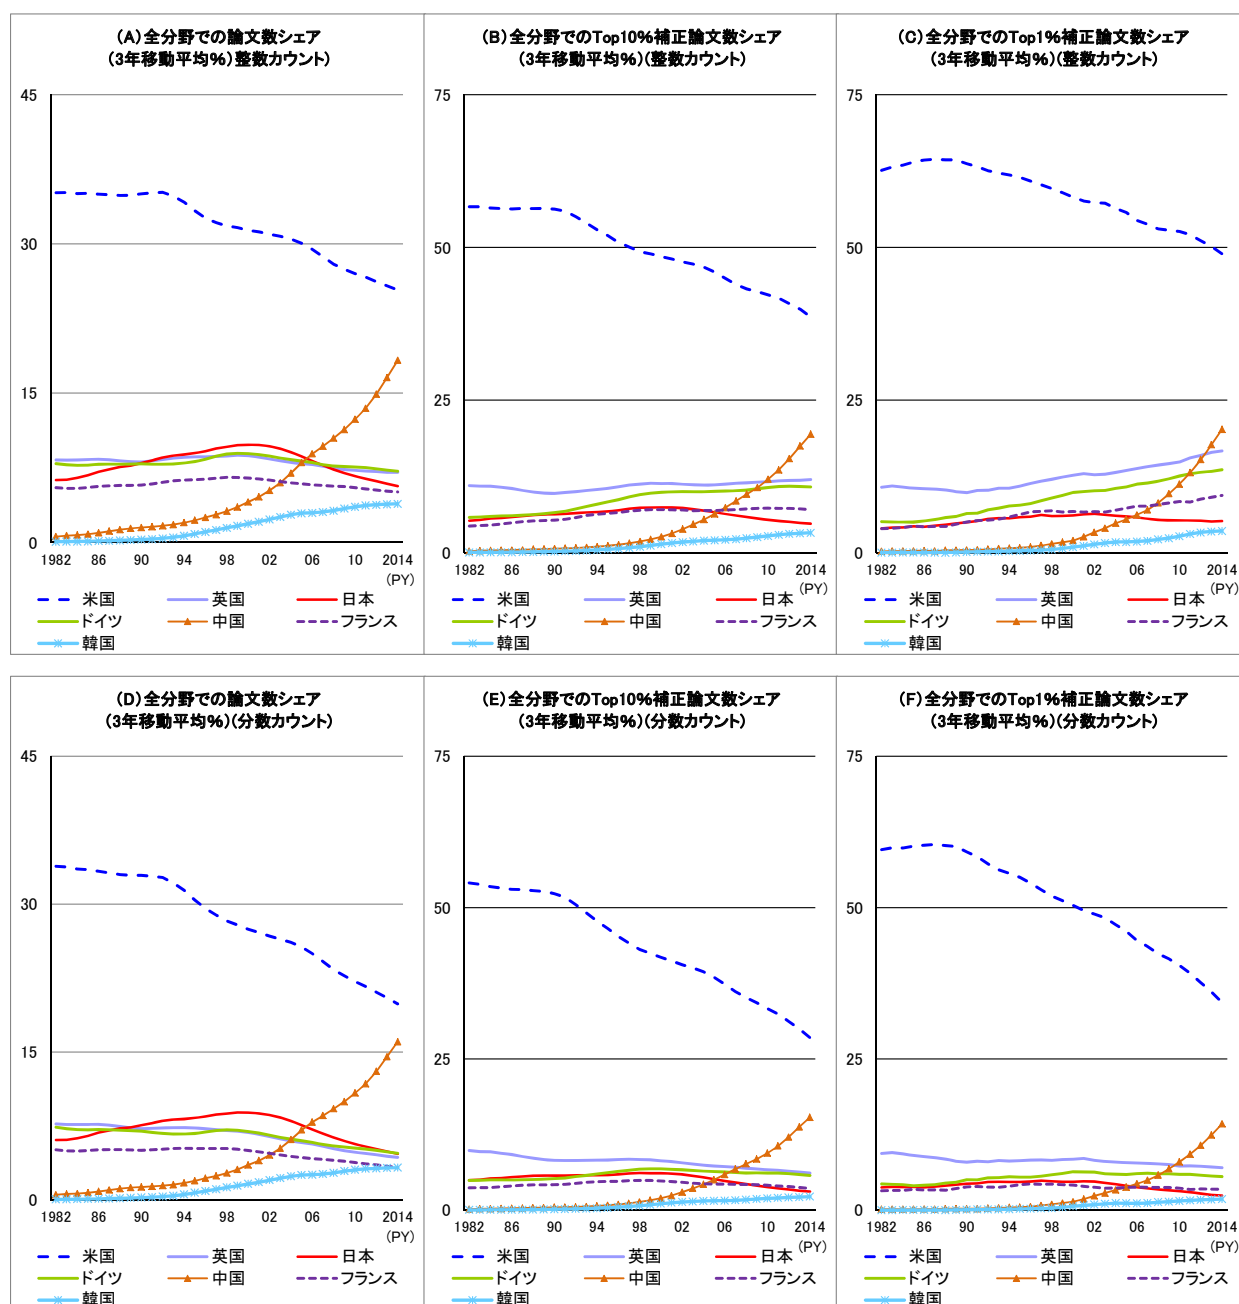 (A)全分野での論文数シェア
(3年移動平均%)整数カウント)
45
30
15
0
1982 86 90 94 98 02 06 10 2014
(PY)
米国 英国 日本
ドイツ 中国 フランス
韓国
(B)全分野でのTop10%補正論文数シェア
(3年移動平均%)(整数カウント)
75
50
25
0
1982 86 90 94 98 02 06 10 2014
(PY)
米国 英国 日本
ドイツ 中国 フランス
韓国
(C)全分野でのTop1%補正論文数シェア
(3年移動平均%)(整数カウント)
75
50
25
0
1982 86 90 94 98 02 06 10 2014
(PY)
米国 英国 日本
ドイツ 中国 フランス
韓国
(D)全分野での論文数シェア
(3年移動平均%)(分数カウント)
45
30
15
0
1982 86 90 94 98 02 06 10 2014
(PY)
米国 英国 日本
ドイツ 中国 フランス
韓国
(E)全分野でのTop10%補正論文数シェア
(3年移動平均%)(分数カウント)
75
50
25
0
1982 86 90 94 98 02 06 10 2014
(PY)
米国 英国 日本
ドイツ 中国 フランス
韓国
(F)全分野でのTop1%補正論文数シェア
(3年移動平均%)(分数カウント)
75
50
25
0
1982 86 90 94 98 02 06 10 2014
(PY)
米国 英国 日本
ドイツ 中国 フランス
韓国